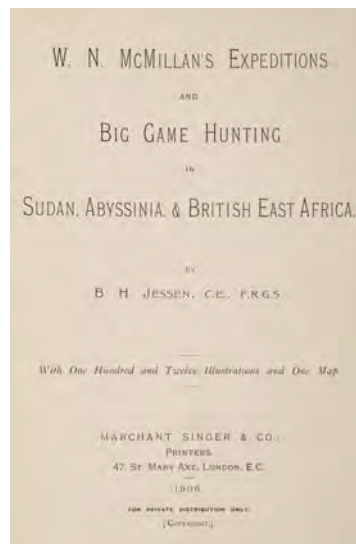 W. N. McMillan's Expeditions
AND
Big Game Hunting
IN
Sudan, Abyssinia, & British East Africa.
BY
B. H. Jessen, C.E., F.R.G.S.
With One Hundred and Twelve Illustrations and One Map
MARCHANT SINGER & CO.,
Printers,
47, St. Mary Axe, London, E.C.
1906.
FOR PRIVATE DISTRIBUTION ONLY.
[Copyright.]